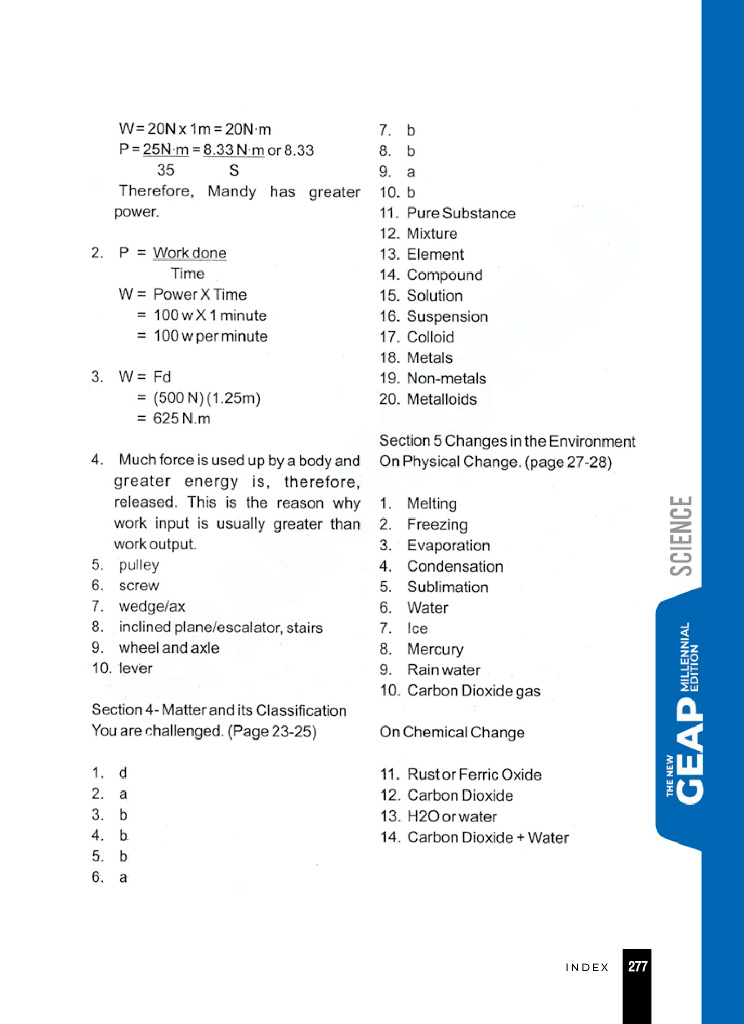 W= 20N x 1m = 20N·m
P= 25N·m = 8.33 N·m or 8.33
35 S
Therefore, Mandy has greater
power.
2. P = Work done
Time
W = Power X Time
= 100 w X 1 minute
= 100 w per minute
3. W = Fd
= (500 N) (1.25m)
= 625 N.m
4. Much force is used up by a body and
greater energy is, therefore,
released. This is the reason why
work input is usually greater than
work output.
5. pulley
6. screw
7. wedge/ax
8. inclined plane/escalator, stairs
9. wheel and axle
10. lever
Section 4- Matter and its Classification
You are challenged. (Page 23-25)
1. d
2. a
3. b
4. b
5. b
6. a
7. b
8. b
9. a
10. b
11. Pure Substance
12. Mixture
13. Element
14. Compound
15. Solution
16. Suspension
17. Colloid
18. Metals
19. Non-metals
20. Metalloids
Section 5 Changes in the Environment
On Physical Change. (page 27-28)
1. Melting
2. Freezing
3. Evaporation
4. Condensation
5. Sublimation
6. Water
7. Ice
8. Mercury
9. Rain water
10. Carbon Dioxide gas
On Chemical Change
11. Rust or Ferric Oxide
12. Carbon Dioxide
13. H2O or water
14. Carbon Dioxide + Water
SCIENCE
THE NEW
GEAP
MILLENNIAL
EDITION
INDEX 277